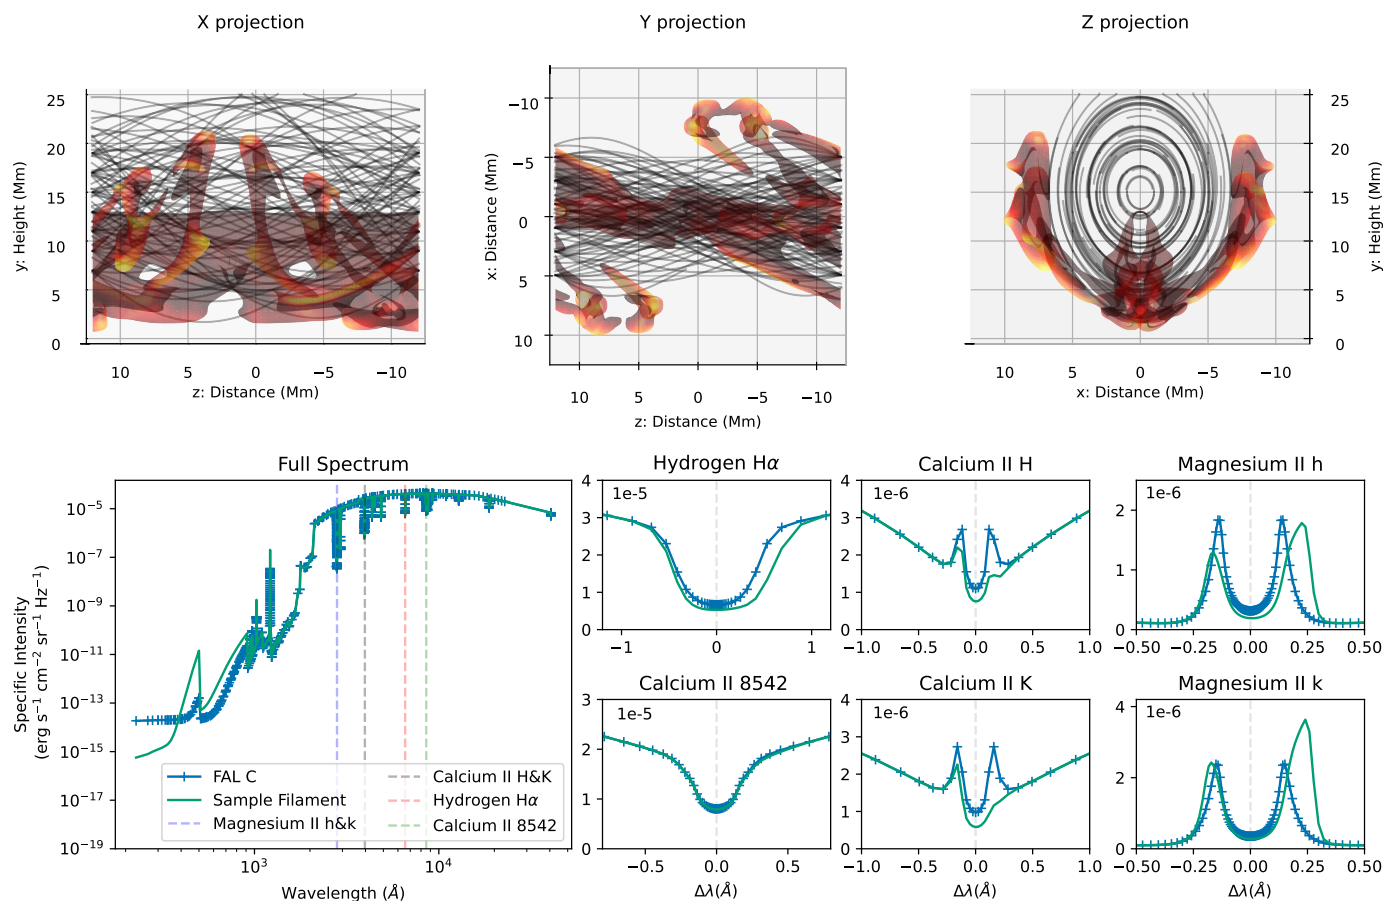 X projection
Y projection
Z projection
25
20
15
10
5
0
y: Height (Mm)
10 5 0 −5 −10
z: Distance (Mm)
−10
−5
0
5
10
x: Distance (Mm)
10 5 0 −5 −10
z: Distance (Mm)
25
20
15
10
5
0
y: Height (Mm)
10 5 0 −5 −10
x: Distance (Mm)
Full Spectrum
Specific Intensity
(erg s⁻¹ cm⁻² sr⁻¹ Hz⁻¹)
10⁻⁵
10⁻⁷
10⁻⁹
10⁻¹¹
10⁻¹³
10⁻¹⁵
10⁻¹⁷
10⁻¹⁹
FAL C
Sample Filament
Magnesium II h&k
Calcium II H&K
Hydrogen Hα
Calcium II 8542
10³ 10⁴
Wavelength (Å)
Hydrogen Hα
1e-5
4
3
2
1
0
−1 0 1
Calcium II H
1e-6
4
3
2
1
0
−1.0 −0.5 0.0 0.5 1.0
Magnesium II h
1e-6
2
1
0
−0.50 −0.25 0.00 0.25 0.50
Calcium II 8542
1e-5
3
2
1
0
−0.5 0.0 0.5
Δλ(Å)
Calcium II K
1e-6
4
3
2
1
0
−1.0 −0.5 0.0 0.5 1.0
Δλ(Å)
Magnesium II k
1e-6
4
2
0
−0.50 −0.25 0.00 0.25 0.50
Δλ(Å)